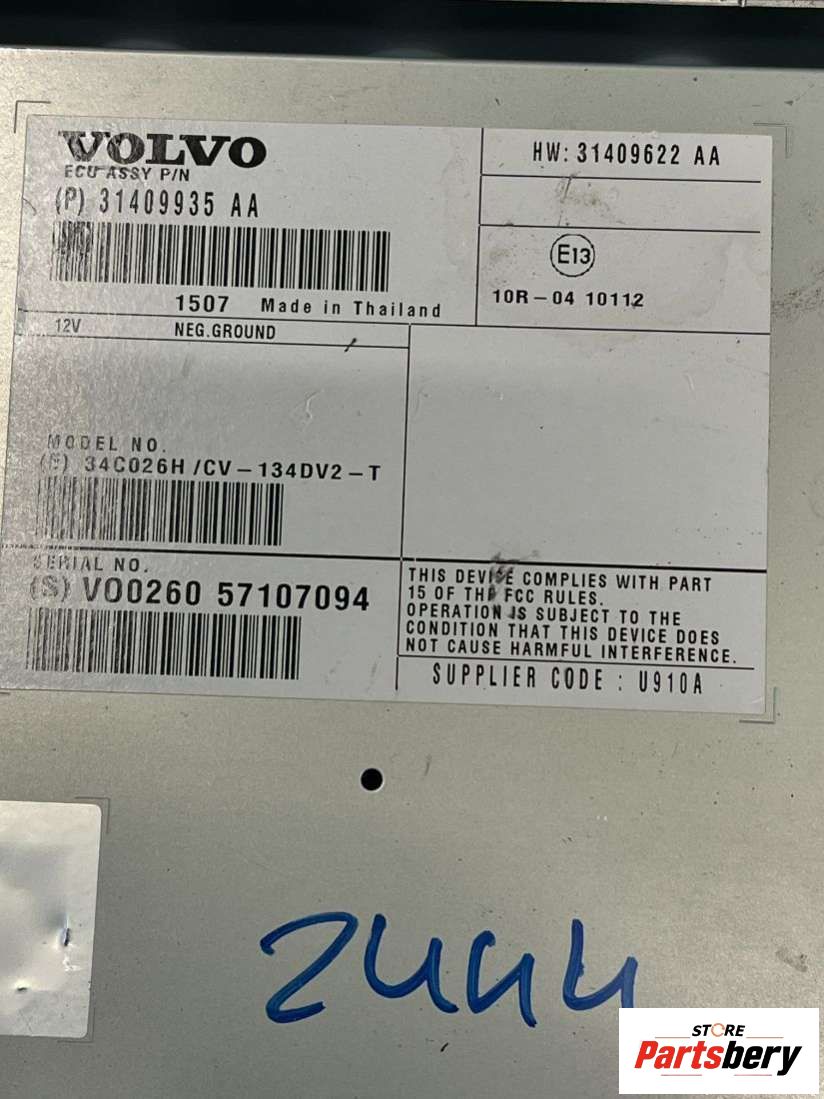 VOLVO
ECU ASSY P/N
(P) 31409935 AA
1507 Made in Thailand
HW: 31409622 AA
E13
10R-04 10112
12V NEG.GROUND
MODEL NO.
34C026H /CV-134DV2-T
SERIAL NO.
(S) VO0260 57107094
THIS DEVICE COMPLIES WITH PART
15 OF THE FCC RULES.
OPERATION IS SUBJECT TO THE
CONDITION THAT THIS DEVICE DOES
NOT CAUSE HARMFUL INTERFERENCE.
SUPPLIER CODE : U910A
STORE
Partsbery